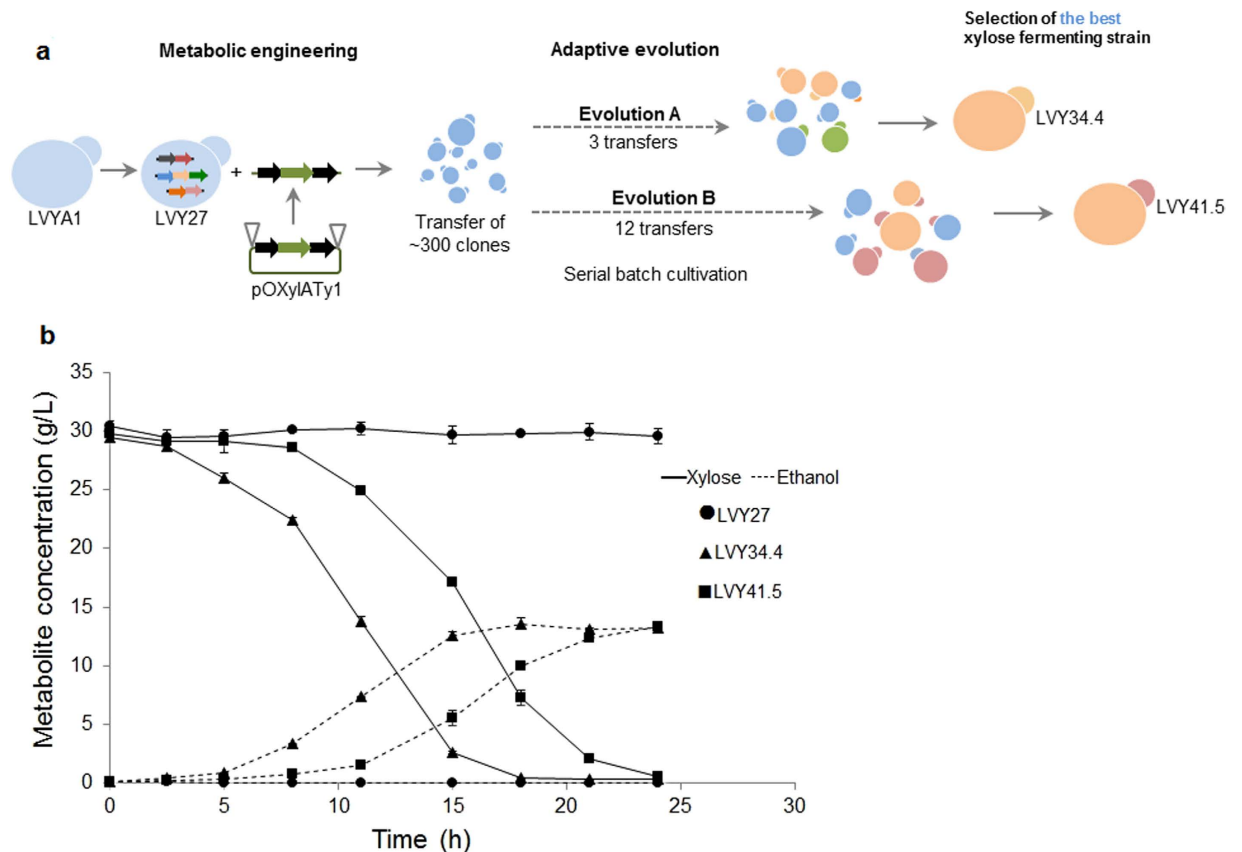 a
Metabolic engineering
Adaptive evolution
Selection of the best
xylose fermenting strain
LVYA1
LVY27
+
pOXylATy1
Transfer of
~300 clones
Evolution A
3 transfers
Evolution B
12 transfers
Serial batch cultivation
LVY34.4
LVY41.5
b
Metabolite concentration (g/L)
35
30
25
20
15
10
5
0
0
5
10
15
20
25
30
Time (h)
Xylose
Ethanol
LVY27
LVY34.4
LVY41.5